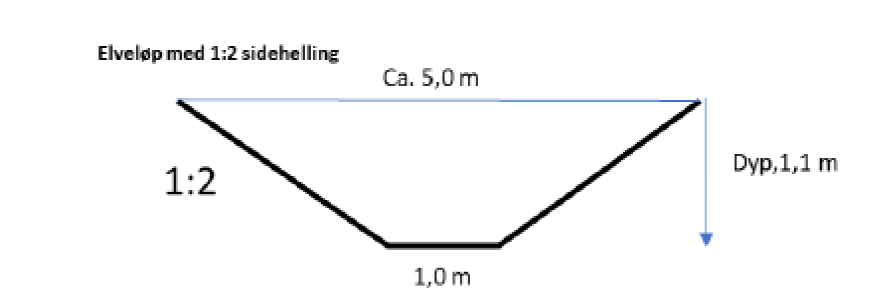 Elveløp med 1:2 sidehelling
Ca. 5,0 m
Dyp,1,1 m
1:2
1,0 m